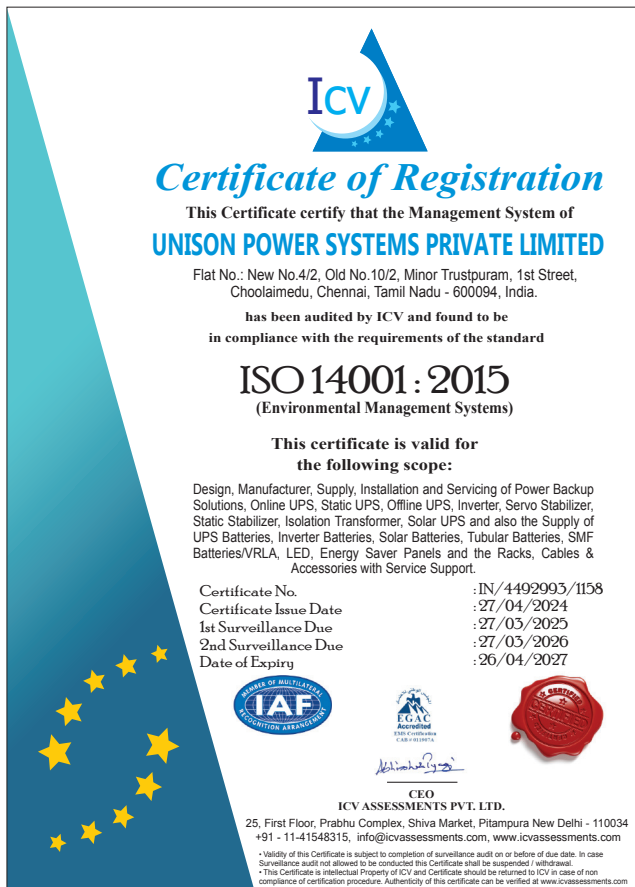 ICV
Certificate of Registration
This Certificate certify that the Management System of
UNISON POWER SYSTEMS PRIVATE LIMITED
Flat No.: New No.4/2, Old No.10/2, Minor Trustpuram, 1st Street,
Choolaimedu, Chennai, Tamil Nadu - 600094, India.
has been audited by ICV and found to be
in compliance with the requirements of the standard
ISO 14001 : 2015
(Environmental Management Systems)
This certificate is valid for
the following scope:
Design, Manufacturer, Supply, Installation and Servicing of Power Backup
Solutions, Online UPS, Static UPS, Offline UPS, Inverter, Servo Stabilizer,
Static Stabilizer, Isolation Transformer, Solar UPS and also the Supply of
UPS Batteries, Inverter Batteries, Solar Batteries, Tubular Batteries, SMF
Batteries/VRLA, LED, Energy Saver Panels and the Racks, Cables &
Accessories with Service Support.
Certificate No. : IN/4492993/1158
Certificate Issue Date : 27/04/2024
1st Surveillance Due : 27/03/2025
2nd Surveillance Due : 27/03/2026
Date of Expiry : 26/04/2027
MEMBER OF MULTILATERAL
IAF
RECOGNITION ARRANGEMENT
EGAC
Accredited
EMS Certification
CAB # 011907A
CERTIFIED
CEO
ICV ASSESSMENTS PVT. LTD.
25, First Floor, Prabhu Complex, Shiva Market, Pitampura New Delhi - 110034
+91 - 11-41548315, info@icvassessments.com, www.icvassessments.com
• Validity of this Certificate is subject to completion of surveillance audit on or before of due date. In case
Surveillance audit not allowed to be conducted this Certificate shall be suspended / withdrawal.
• This Certificate is intellectual Property of ICV and Certificate should be returned to ICV in case of non
compliance of certification procedure. Authenticity of this certificate can be verified at www.icvassessments.com